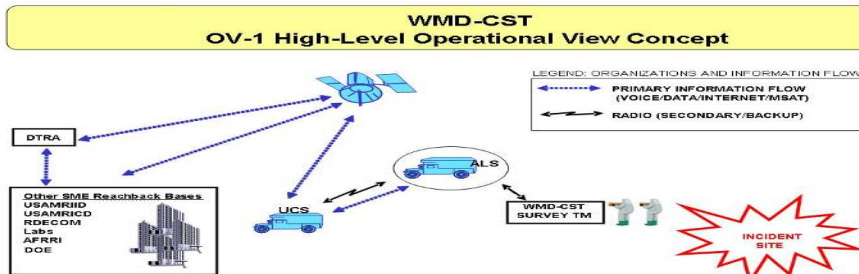 WMD-CST
OV-1 High-Level Operational View Concept
LEGEND: ORGANIZATIONS AND INFORMATION FLOW
PRIMARY INFORMATION FLOW
(VOICE/DATA/INTERNET/MSAT)
RADIO (SECONDARY/BACKUP)
DTRA
ALS
Other SME Reachback Bases
USAMRIID
USAMRICD
RDECOM
Labs
AFRRI
DOE
UCS
WMD-CST
SURVEY TM
INCIDENT
SITE